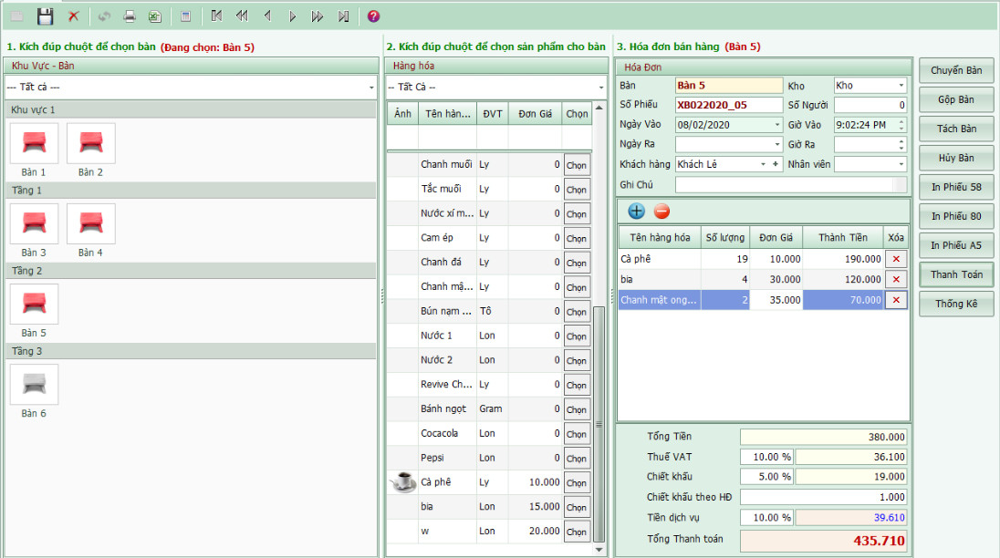 1. Kích đúp chuột để chọn bàn (Đang chọn: Bàn 5)
Khu Vực - Bàn
--- Tất cả ---
Khu vực 1
Bàn 1 Bàn 2
Tầng 1
Bàn 3 Bàn 4
Tầng 2
Bàn 5
Tầng 3
Bàn 6
2. Kích đúp chuột để chọn sản phẩm cho bàn
Hàng hóa
-- Tất Cả --
Ảnh Tên hàn... ĐVT Đơn Giá Chọn
Chanh muối Ly 0 Chọn
Tắc muối Ly 0 Chọn
Nước xí m... Ly 0 Chọn
Cam ép Ly 0 Chọn
Chanh đá Ly 0 Chọn
Chanh mậ... Ly 0 Chọn
Bún nạm ... Tô 0 Chọn
Nước 1 Lon 0 Chọn
Nước 2 Lon 0 Chọn
Revive Ch... Ly 0 Chọn
Bánh ngọt Gram 0 Chọn
Cocacola Lon 0 Chọn
Pepsi Lon 0 Chọn
Cà phê Ly 10.000 Chọn
bia Lon 15.000 Chọn
w Lon 20.000 Chọn
3. Hóa đơn bán hàng (Bàn 5)
Hóa Đơn
Bàn Bàn 5 Kho Kho
Số Phiếu XB022020_05 Số Người 0
Ngày Vào 08/02/2020 Giờ Vào 9:02:24 PM
Ngày Ra Giờ Ra
Khách hàng Khách Lẻ + Nhân viên
Ghi Chú
Tên hàng hóa Số lượng Đơn Giá Thành Tiền Xóa
Cà phê 19 10.000 190.000
bia 4 30.000 120.000
Chanh mật ong... 2 35.000 70.000
Tổng Tiền 380.000
Thuế VAT 10.00 % 36.100
Chiết khấu 5.00 % 19.000
Chiết khấu theo HĐ 1.000
Tiền dịch vụ 10.00 % 39.610
Tổng Thanh toán 435.710
Chuyển Bàn
Gộp Bàn
Tách Bàn
Hủy Bàn
In Phiếu 58
In Phiếu 80
In Phiếu A5
Thanh Toán
Thống Kê